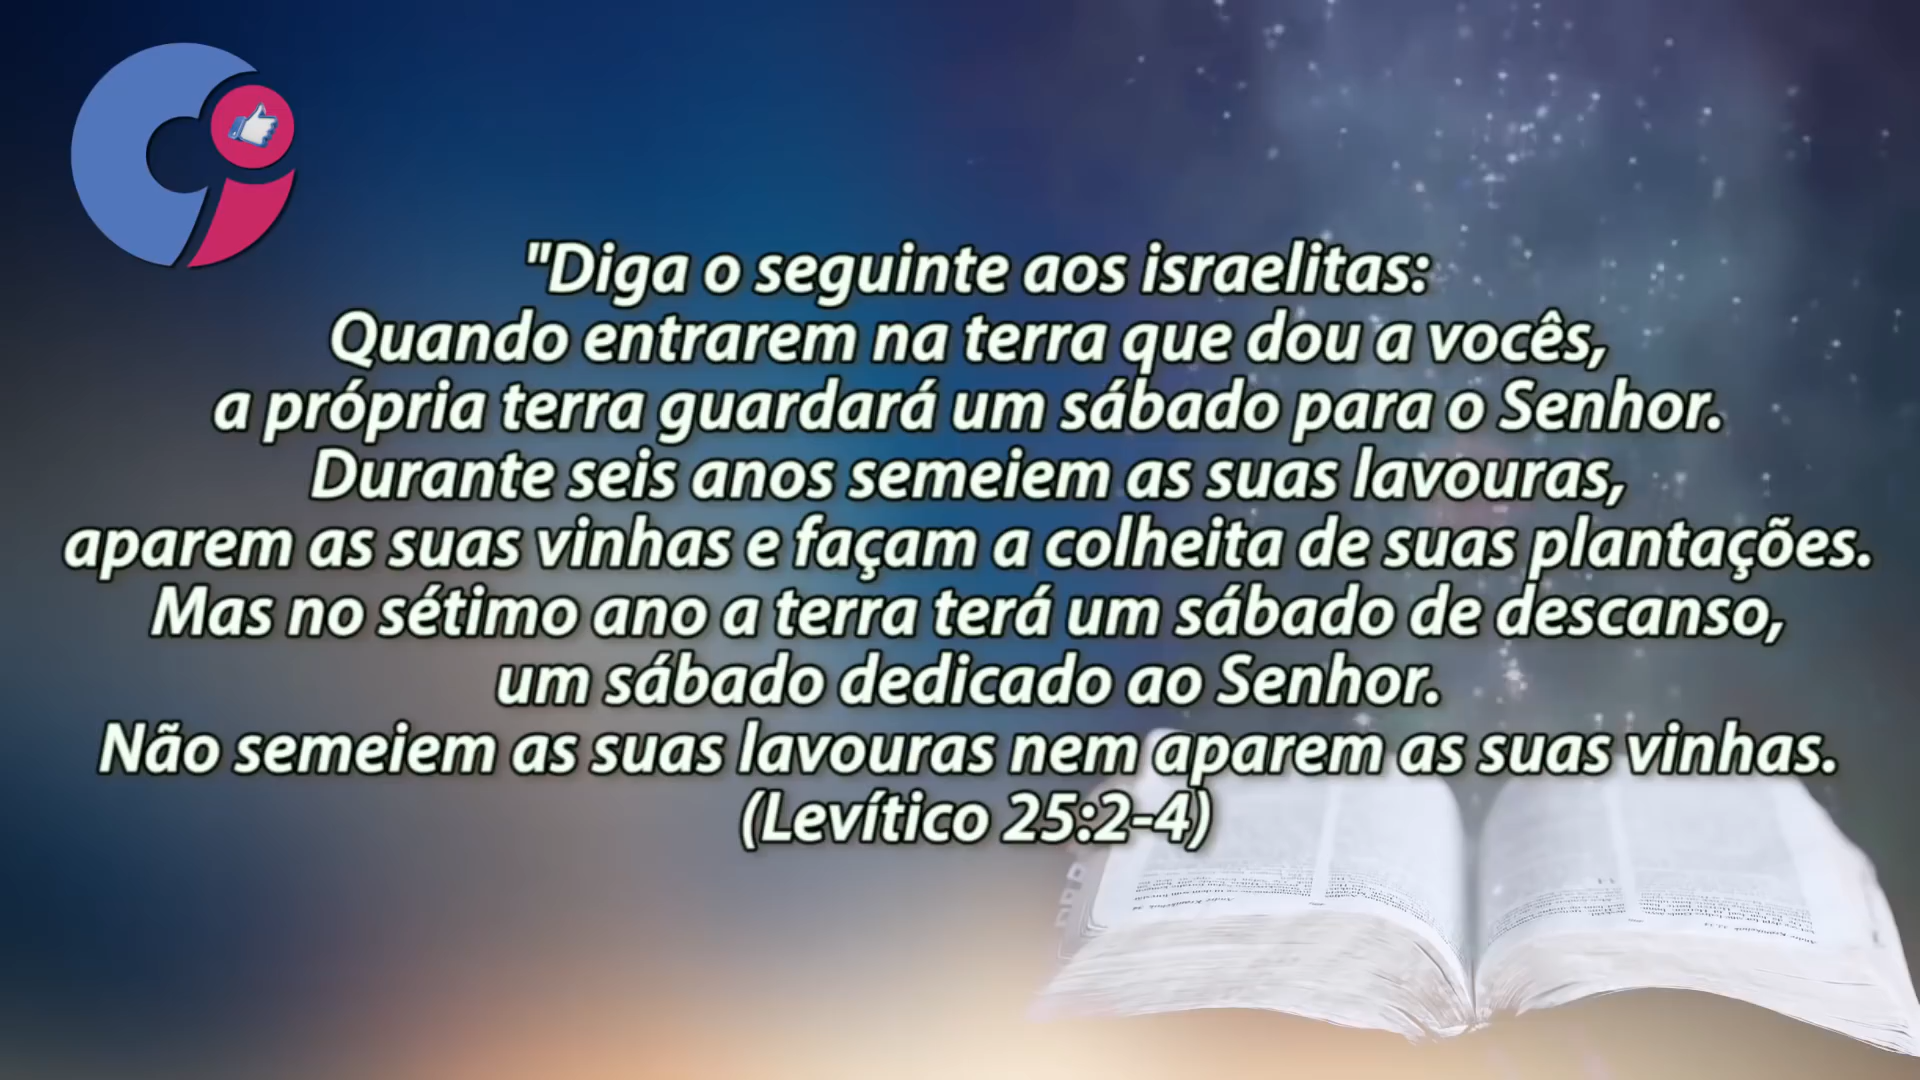 "Diga o seguinte aos israelitas:
Quando entrarem na terra que dou a vocês,
a própria terra guardará um sábado para o Senhor.
Durante seis anos semeiem as suas lavouras,
aparem as suas vinhas e façam a colheita de suas plantações.
Mas no sétimo ano a terra terá um sábado de descanso,
um sábado dedicado ao Senhor.
Não semeiem as suas lavouras nem aparem as suas vinhas.
(Levítico 25:2-4)